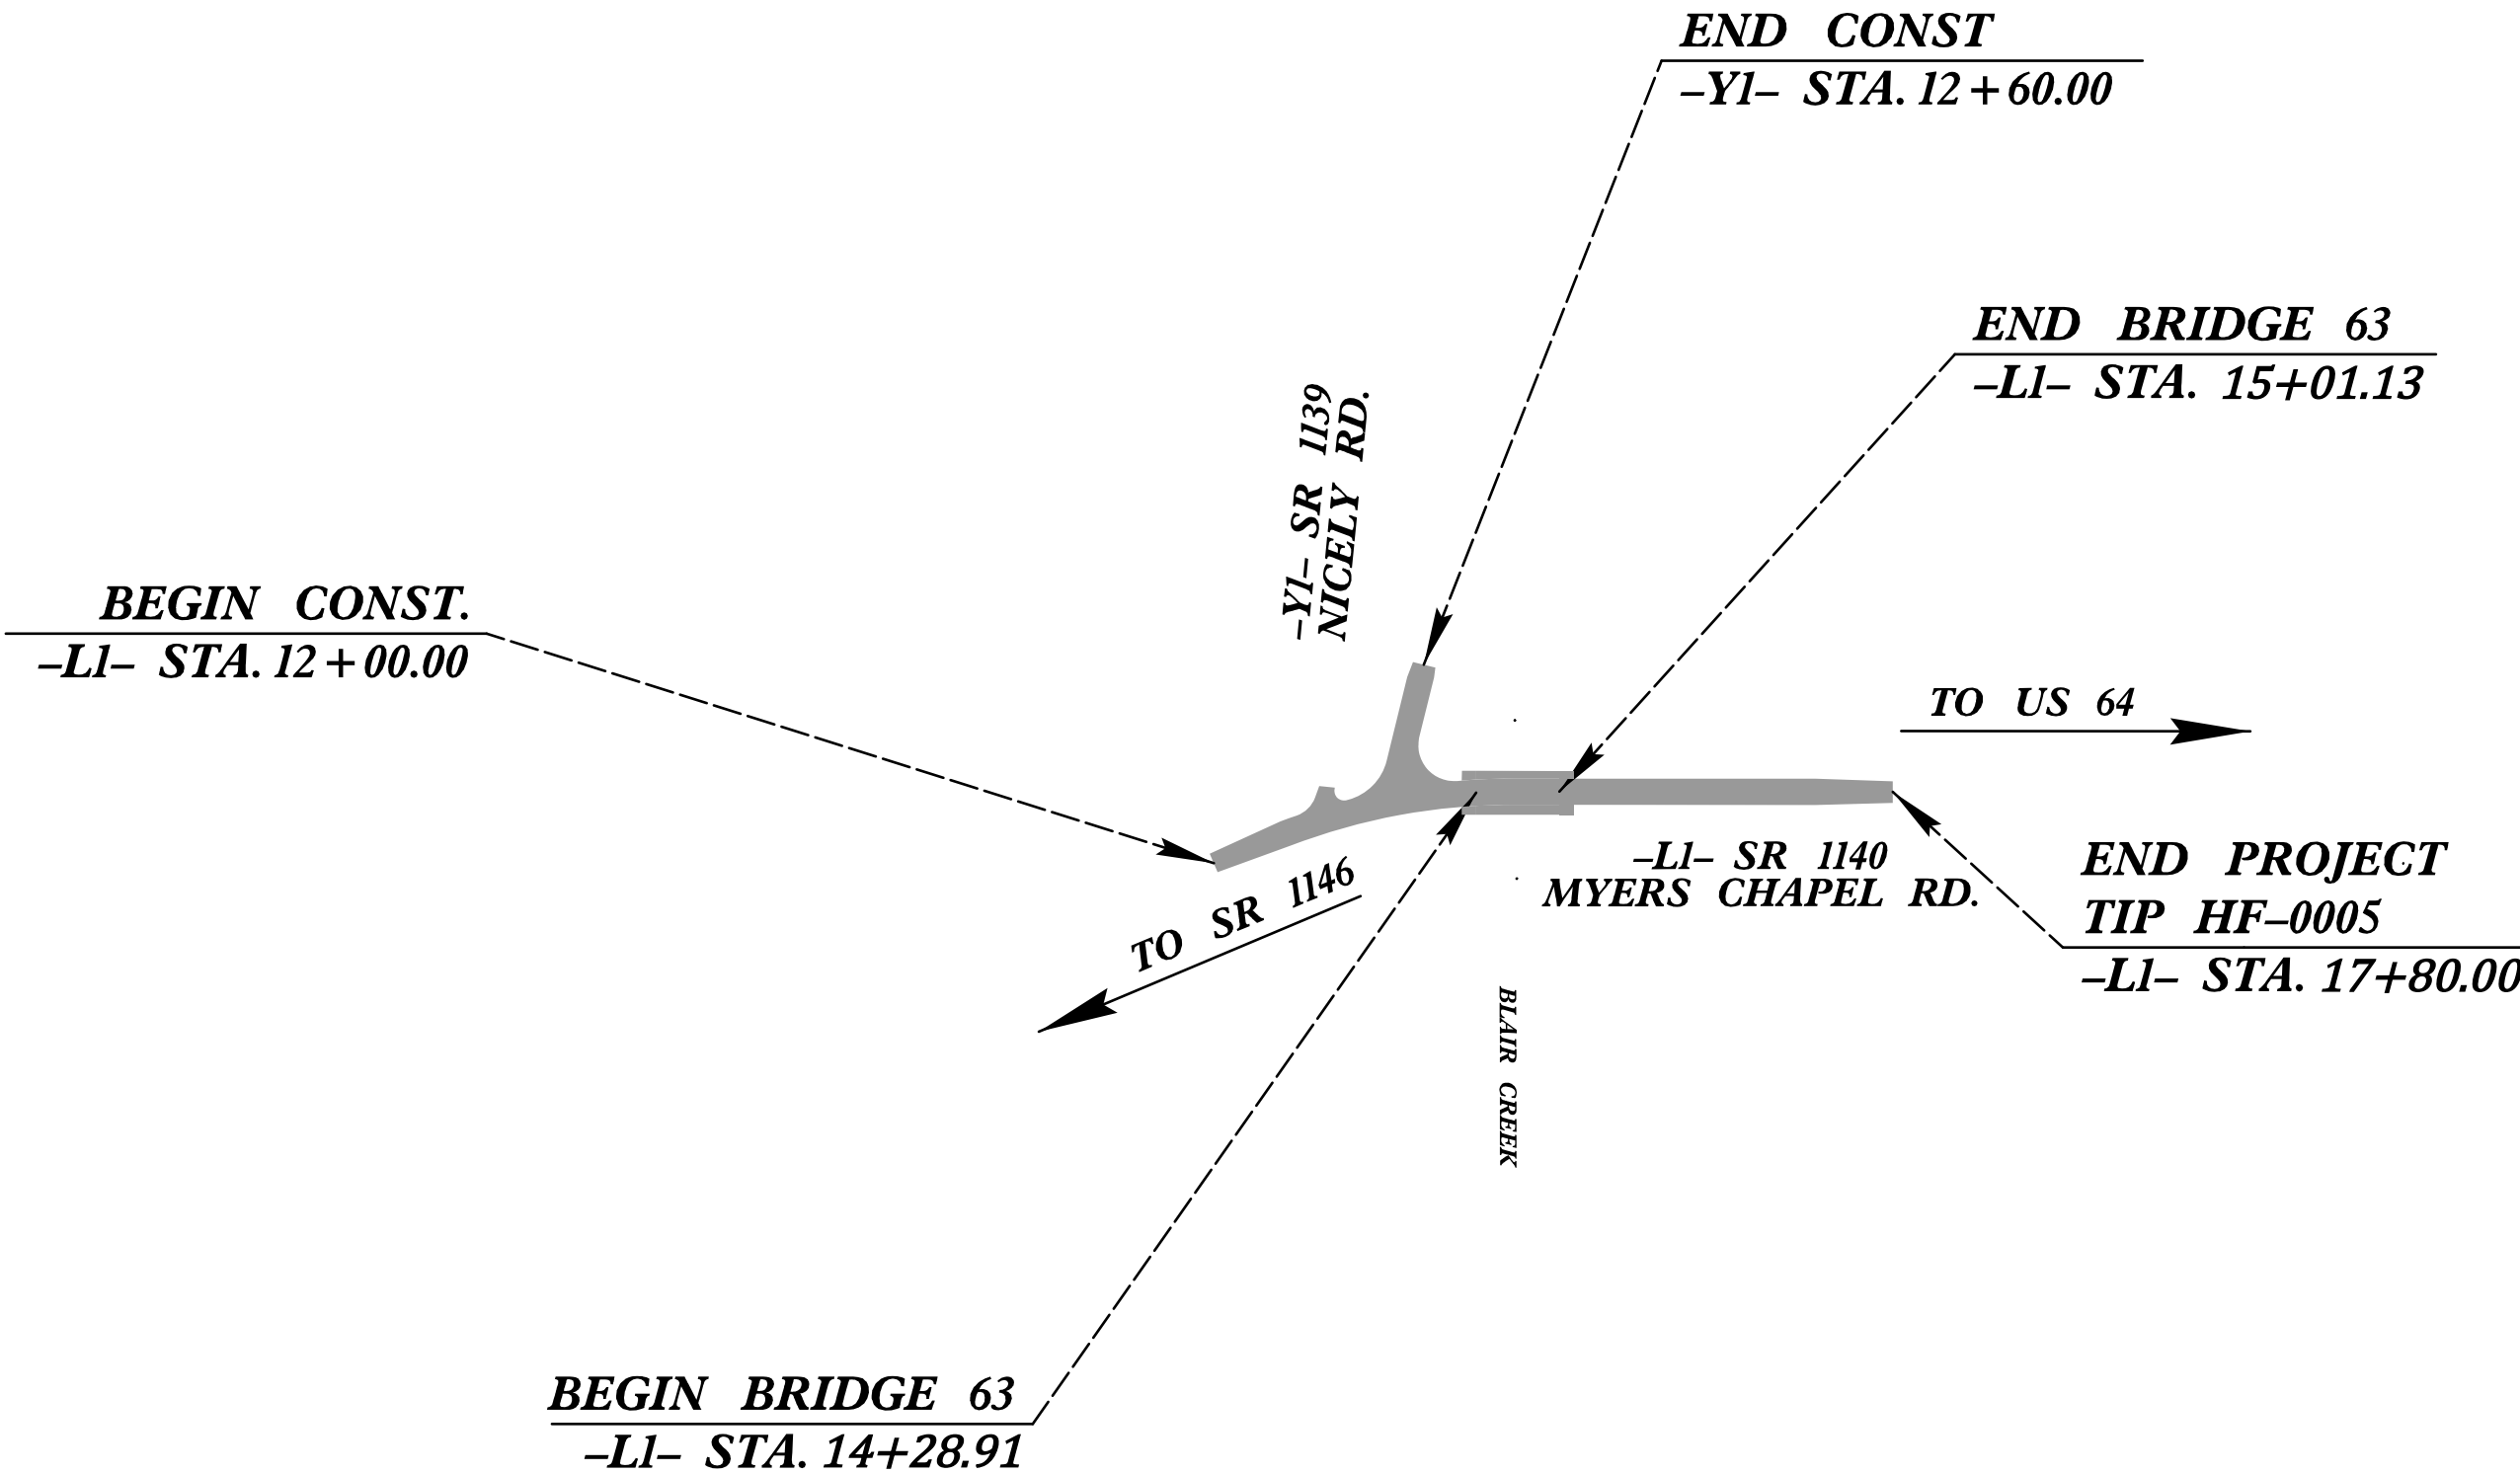 END CONST
-Y1- STA. 12+60.00
END BRIDGE 63
-L1- STA. 15+01.13
-Y1- SR 1139
NICELY RD.
BEGIN CONST.
-L1- STA. 12+00.00
TO US 64
-L1- SR 1140
MYERS CHAPEL RD.
END PROJECT
TIP HF-0005
-L1- STA. 17+80.00
TO SR 1146
BLAIR CREEK
BEGIN BRIDGE 63
-L1- STA. 14+28.91